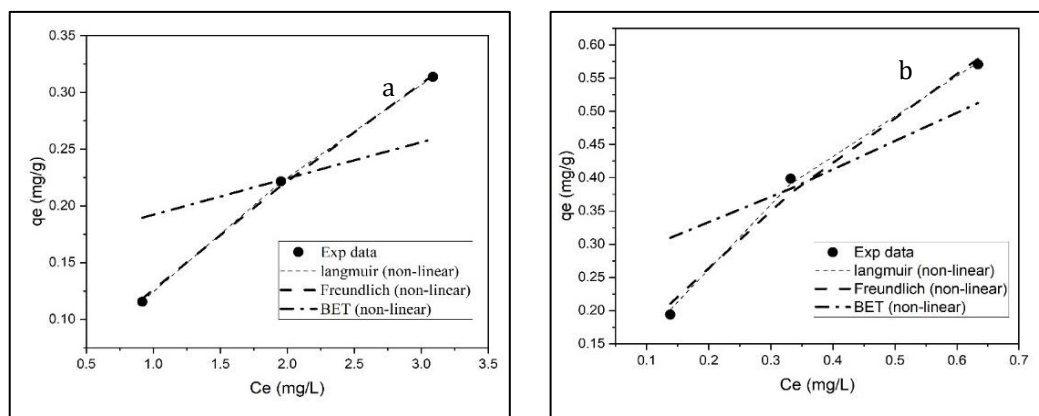 0.35
0.30
0.25
0.20
0.15
0.10
qe (mg/g)
a
Exp data
langmuir (non-linear)
Freundlich (non-linear)
BET (non-linear)
0.5 1.0 1.5 2.0 2.5 3.0 3.5
Ce (mg/L)
0.60
0.55
0.50
0.45
0.40
0.35
0.30
0.25
0.20
0.15
qe (mg/g)
b
Exp data
langmuir (non-linear)
Freundlich (non-linear)
BET (non-linear)
0.1 0.2 0.3 0.4 0.5 0.6 0.7
Ce (mg/L)